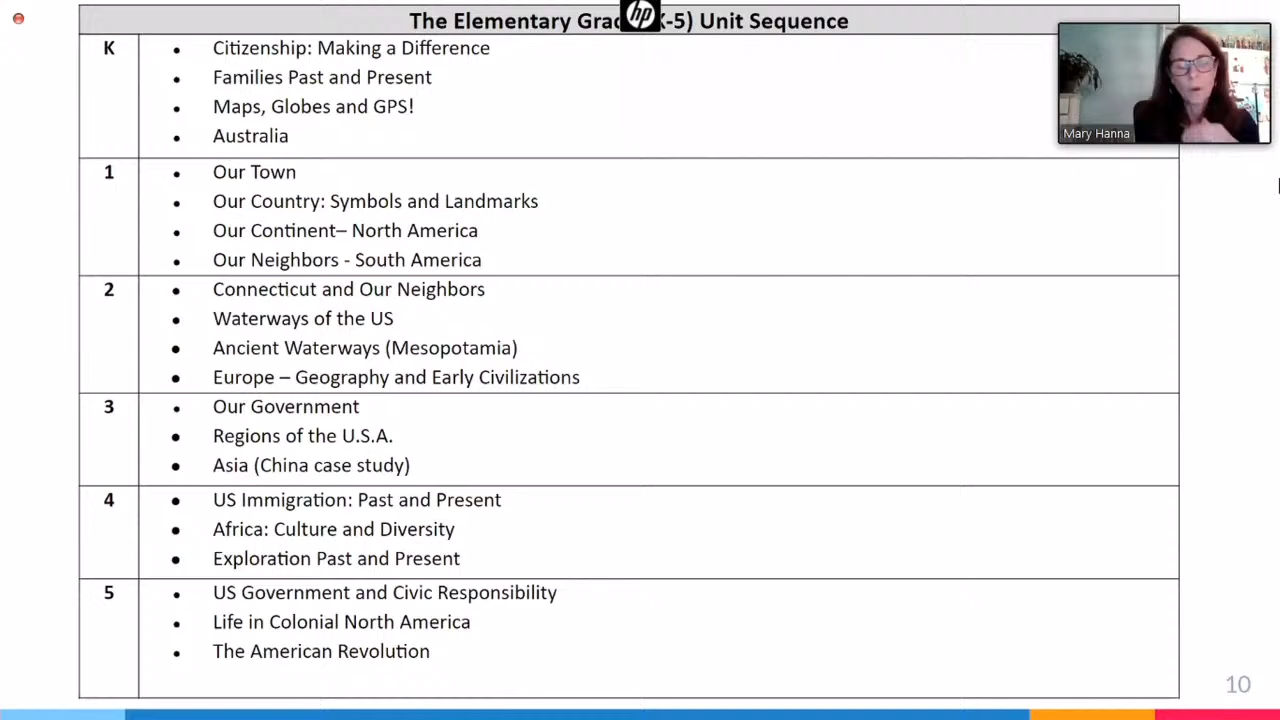 The Elementary Grad K-5) Unit Sequence
hp
K
Citizenship: Making a Difference
Families Past and Present
Maps, Globes and GPS!
Australia
Mary Hanna
1
Our Town
Our Country: Symbols and Landmarks
Our Continent– North America
Our Neighbors - South America
2
Connecticut and Our Neighbors
Waterways of the US
Ancient Waterways (Mesopotamia)
Europe – Geography and Early Civilizations
3
Our Government
Regions of the U.S.A.
Asia (China case study)
4
US Immigration: Past and Present
Africa: Culture and Diversity
Exploration Past and Present
5
US Government and Civic Responsibility
Life in Colonial North America
The American Revolution
10